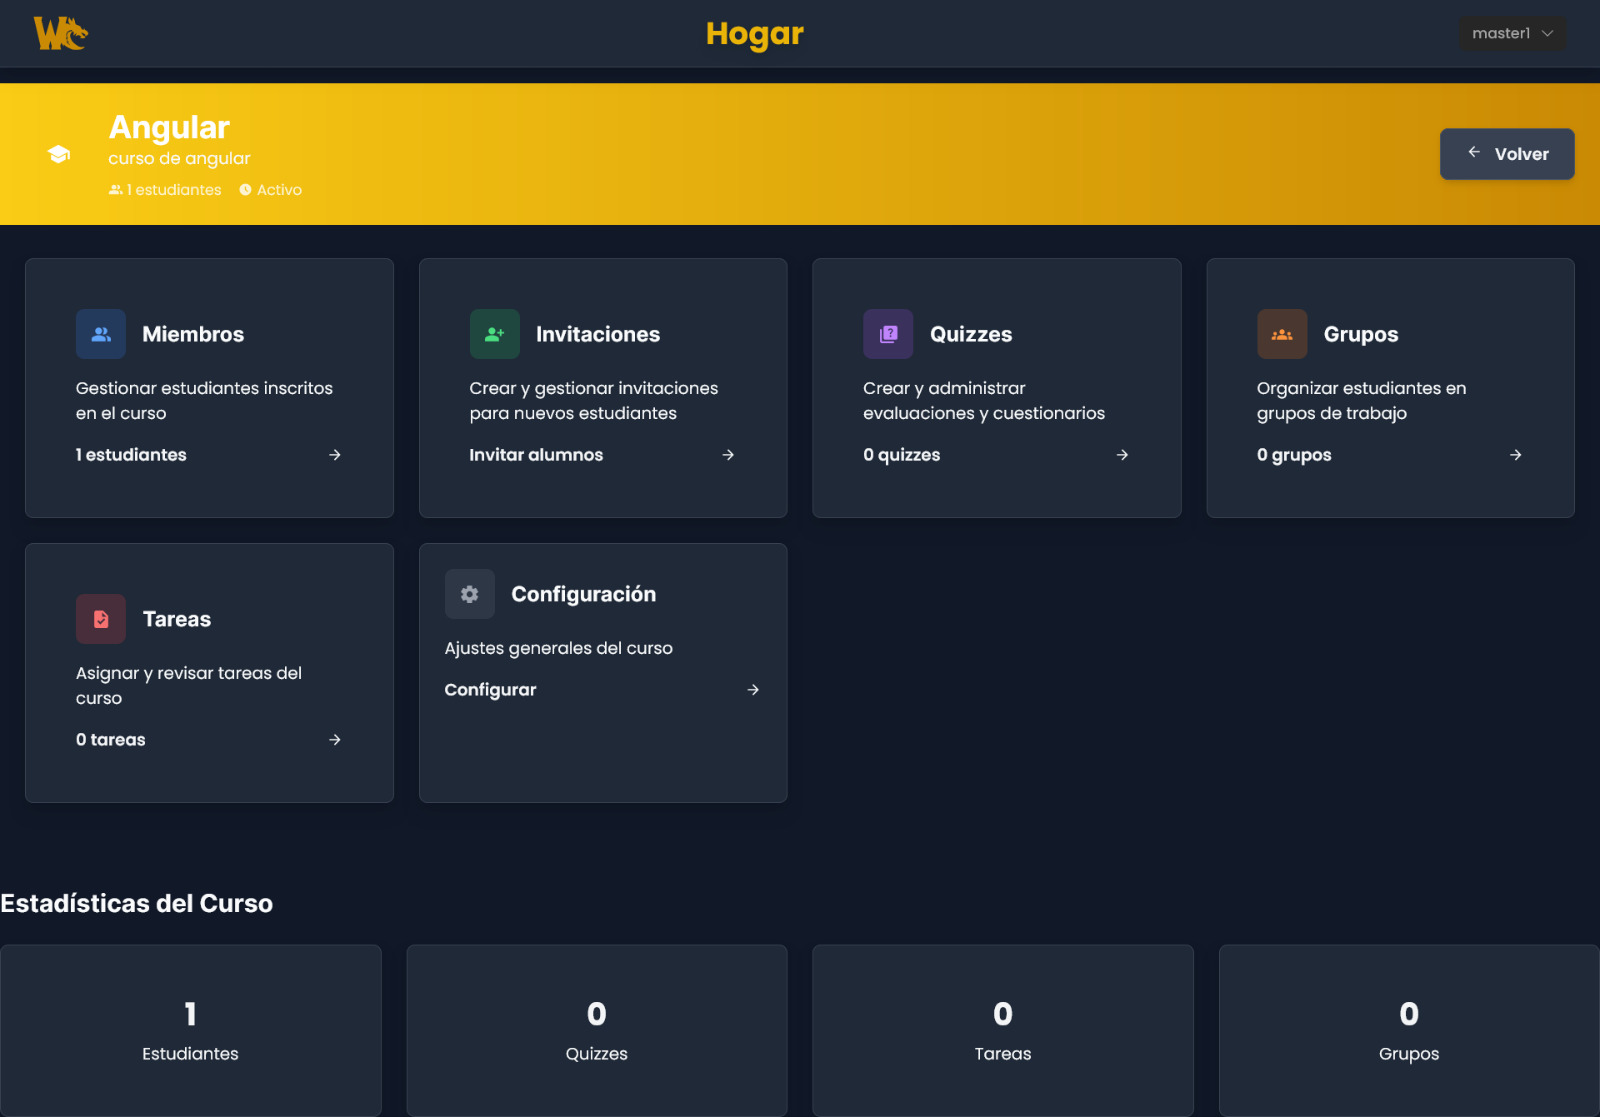 WC
Hogar
master1
Angular
curso de angular
1 estudiantes Activo
Volver
Miembros
Gestionar estudiantes inscritos
en el curso
1 estudiantes
Invitaciones
Crear y gestionar invitaciones
para nuevos estudiantes
Invitar alumnos
Quizzes
Crear y administrar
evaluaciones y cuestionarios
0 quizzes
Grupos
Organizar estudiantes en
grupos de trabajo
0 grupos
Tareas
Asignar y revisar tareas del
curso
0 tareas
Configuración
Ajustes generales del curso
Configurar
Estadísticas del Curso
1
Estudiantes
0
Quizzes
0
Tareas
0
Grupos